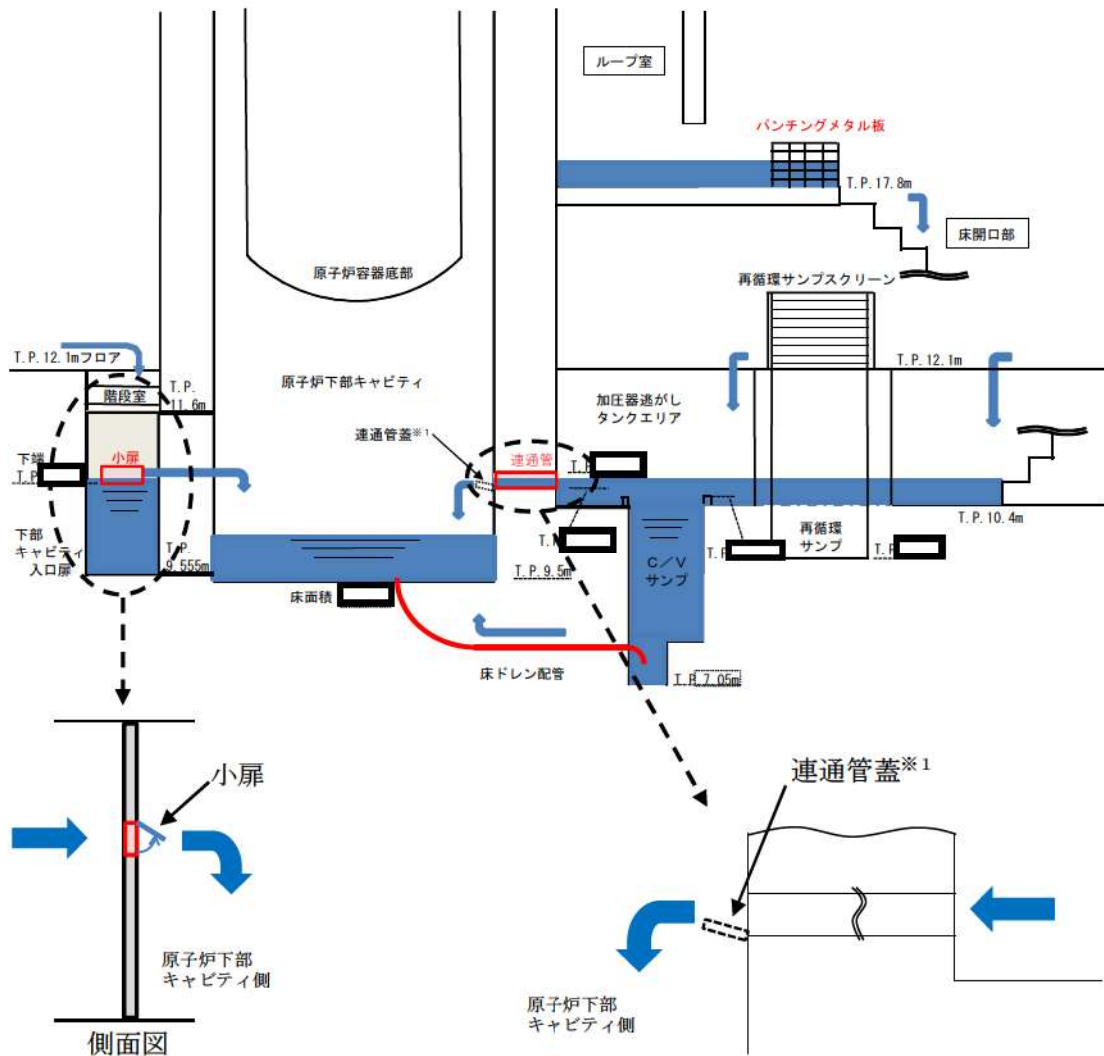 ループ室
パンチングメタル板
T.P.17.8m
床開口部
原子炉容器底部
再循環サンプスクリーン
T.P.12.1mフロア
T.P.12.1m
階段室
T.P.
11.6m
原子炉下部キャビティ
加圧器逃がし
タンクエリア
連通管蓋※1
下端
T.P
小扉
連通管
T.P
下部
キャビティ
入口扉
T.P.
9.555m
T.P.9.5m
C/V
サンプ
再循環
サンプ
T.P.10.4m
床面積
床ドレン配管
T.P.7.05m
小扉
連通管蓋※1
原子炉下部
キャビティ側
側面図
原子炉下部
キャビティ側